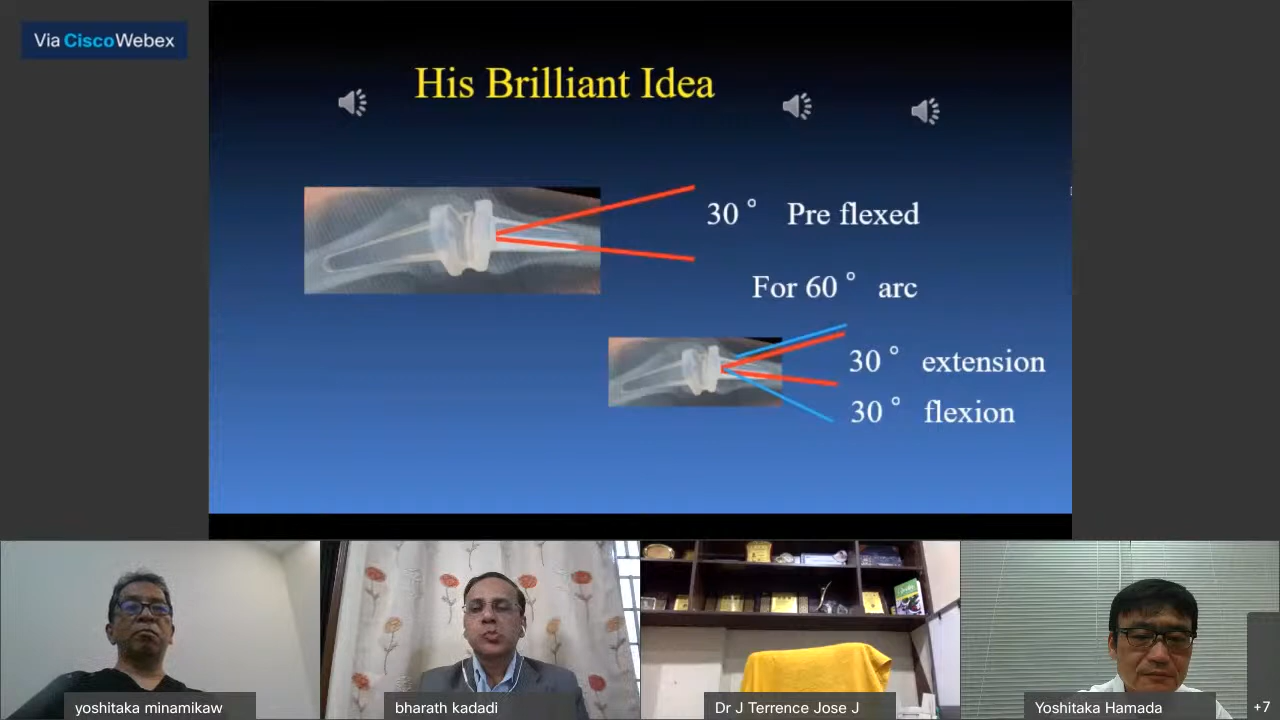 Via Cisco Webex
His Brilliant Idea
30° Pre flexed
For 60° arc
30° extension
30° flexion
yoshitaka minamikaw
bharath kadadi
Dr J Terrence Jose J
Yoshitaka Hamada
+7